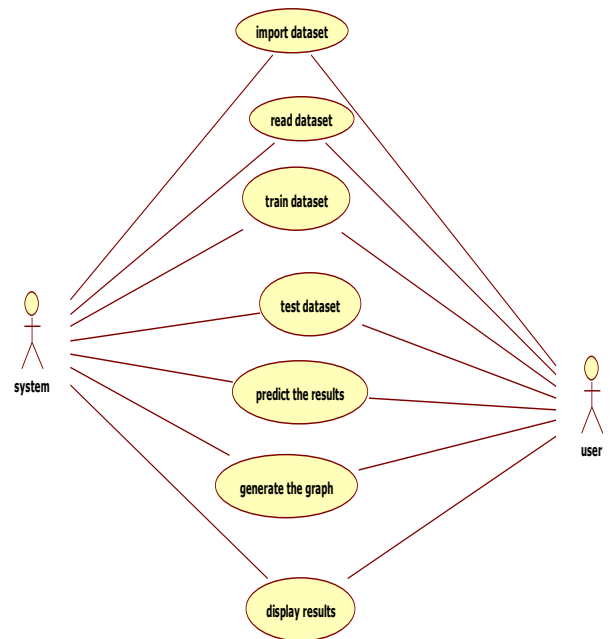 import dataset
read dataset
train dataset
test dataset
system
predict the results
user
generate the graph
display results